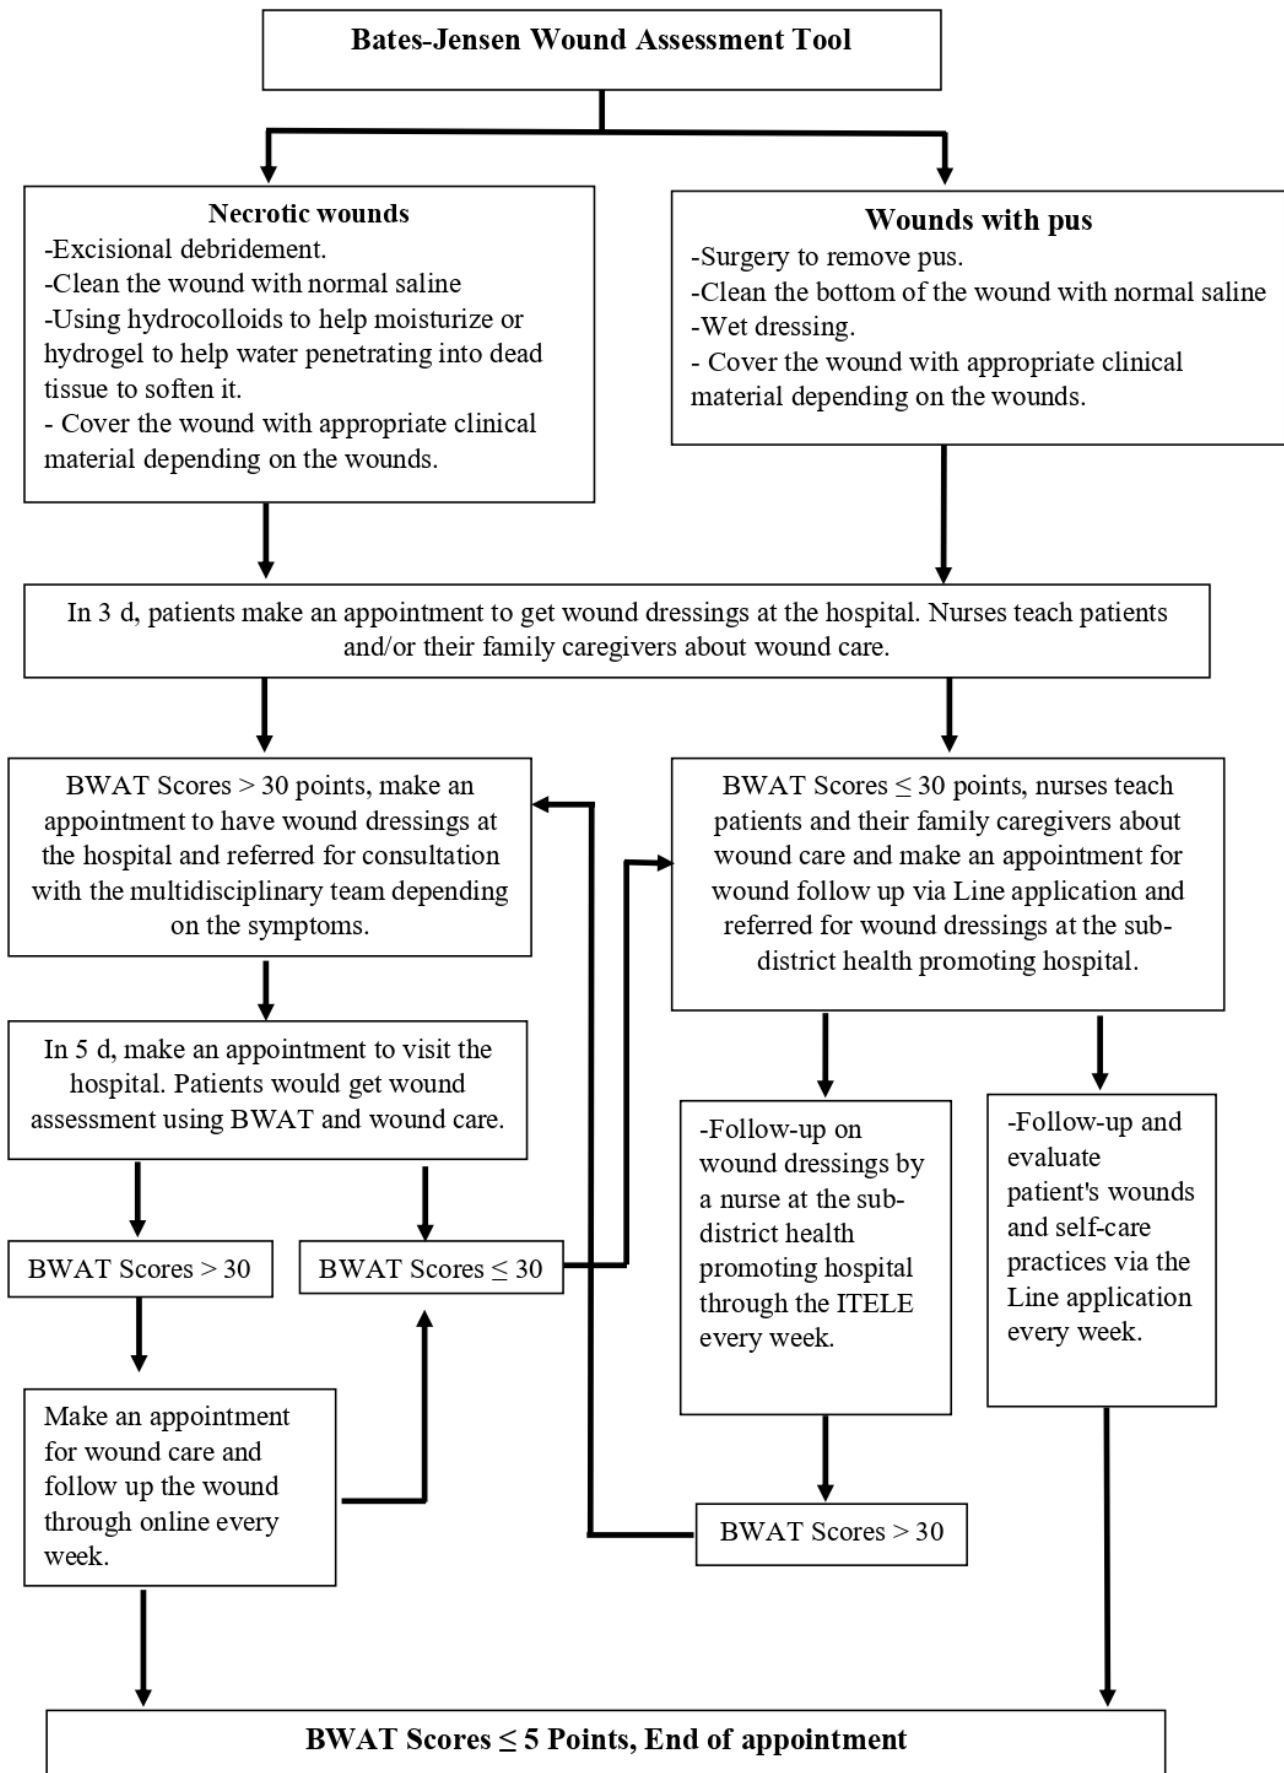 Bates-Jensen Wound Assessment Tool
Necrotic wounds
-Excisional debridement.
-Clean the wound with normal saline
-Using hydrocolloids to help moisturize or
hydrogel to help water penetrating into dead
tissue to soften it.
- Cover the wound with appropriate clinical
material depending on the wounds.
Wounds with pus
-Surgery to remove pus.
-Clean the bottom of the wound with normal saline
-Wet dressing.
- Cover the wound with appropriate clinical
material depending on the wounds.
In 3 d, patients make an appointment to get wound dressings at the hospital. Nurses teach patients
and/or their family caregivers about wound care.
BWAT Scores > 30 points, make an
appointment to have wound dressings at
the hospital and referred for consultation
with the multidisciplinary team depending
on the symptoms.
BWAT Scores ≤ 30 points, nurses teach
patients and their family caregivers about
wound care and make an appointment for
wound follow up via Line application and
referred for wound dressings at the sub-
district health promoting hospital.
In 5 d, make an appointment to visit the
hospital. Patients would get wound
assessment using BWAT and wound care.
-Follow-up on
wound dressings by
a nurse at the sub-
district health
promoting hospital
through the ITELE
every week.
-Follow-up and
evaluate
patient's wounds
and self-care
practices via the
Line application
every week.
BWAT Scores > 30
BWAT Scores ≤ 30
Make an appointment
for wound care and
follow up the wound
through online every
week.
BWAT Scores > 30
BWAT Scores ≤ 5 Points, End of appointment